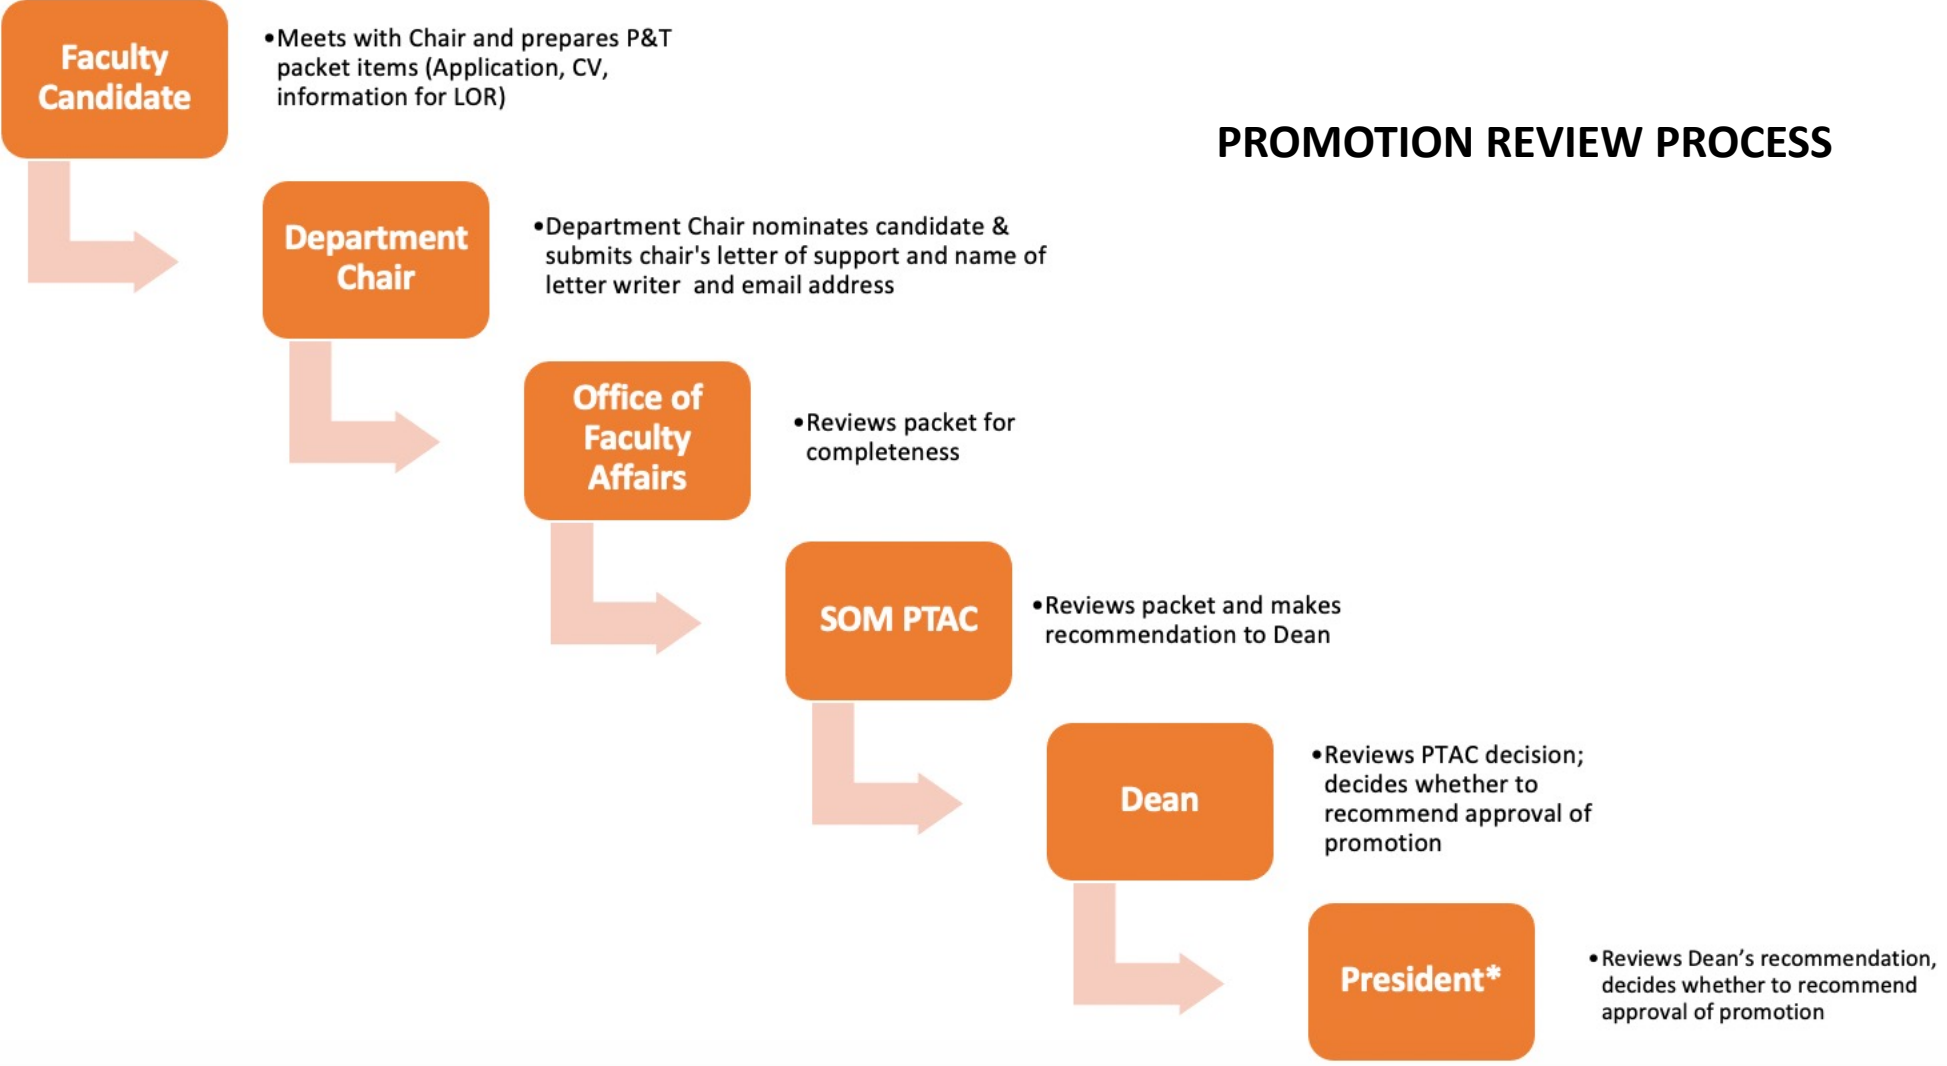 Faculty
Candidate
•Meets with Chair and prepares P&T
packet items (Application, CV,
information for LOR)
PROMOTION REVIEW PROCESS
Department
Chair
•Department Chair nominates candidate &
submits chair's letter of support and name of
letter writer  and email address
Office of
Faculty
Affairs
•Reviews packet for
completeness
SOM PTAC
•Reviews packet and makes
recommendation to Dean
Dean
•Reviews PTAC decision;
decides whether to
recommend approval of
promotion
President*
•Reviews Dean’s recommendation,
decides whether to recommend
approval of promotion